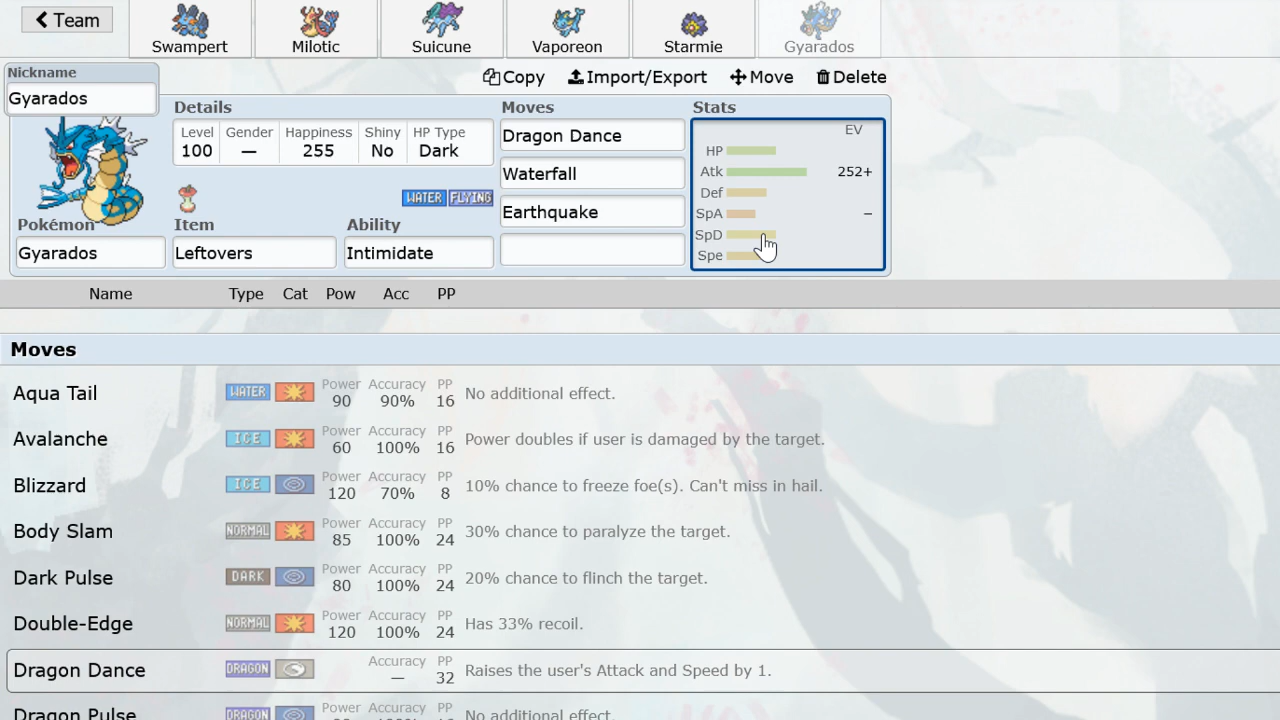 Team
Swampert
Milotic
Suicune
Vaporeon
Starmie
Gyarados
Nickname
Gyarados
Copy
Import/Export
Move
Delete
Details
Moves
Stats
Level
100
Gender
—
Happiness
255
Shiny
No
HP Type
Dark
Dragon Dance
Waterfall
Earthquake
EV
HP
Atk 252+
Def
SpA –
SpD
Spe
WATER FLYING
Pokémon
Gyarados
Item
Leftovers
Ability
Intimidate
Name Type Cat Pow Acc PP
Moves
Aqua Tail WATER Power 90 Accuracy 90% PP 16 No additional effect.
Avalanche ICE Power 60 Accuracy 100% PP 16 Power doubles if user is damaged by the target.
Blizzard ICE Power 120 Accuracy 70% PP 8 10% chance to freeze foe(s). Can't miss in hail.
Body Slam NORMAL Power 85 Accuracy 100% PP 24 30% chance to paralyze the target.
Dark Pulse DARK Power 80 Accuracy 100% PP 24 20% chance to flinch the target.
Double-Edge NORMAL Power 120 Accuracy 100% PP 24 Has 33% recoil.
Dragon Dance DRAGON Accuracy — PP 32 Raises the user's Attack and Speed by 1.
Dragon Pulse DRAGON Power Accuracy PP No additional effect.